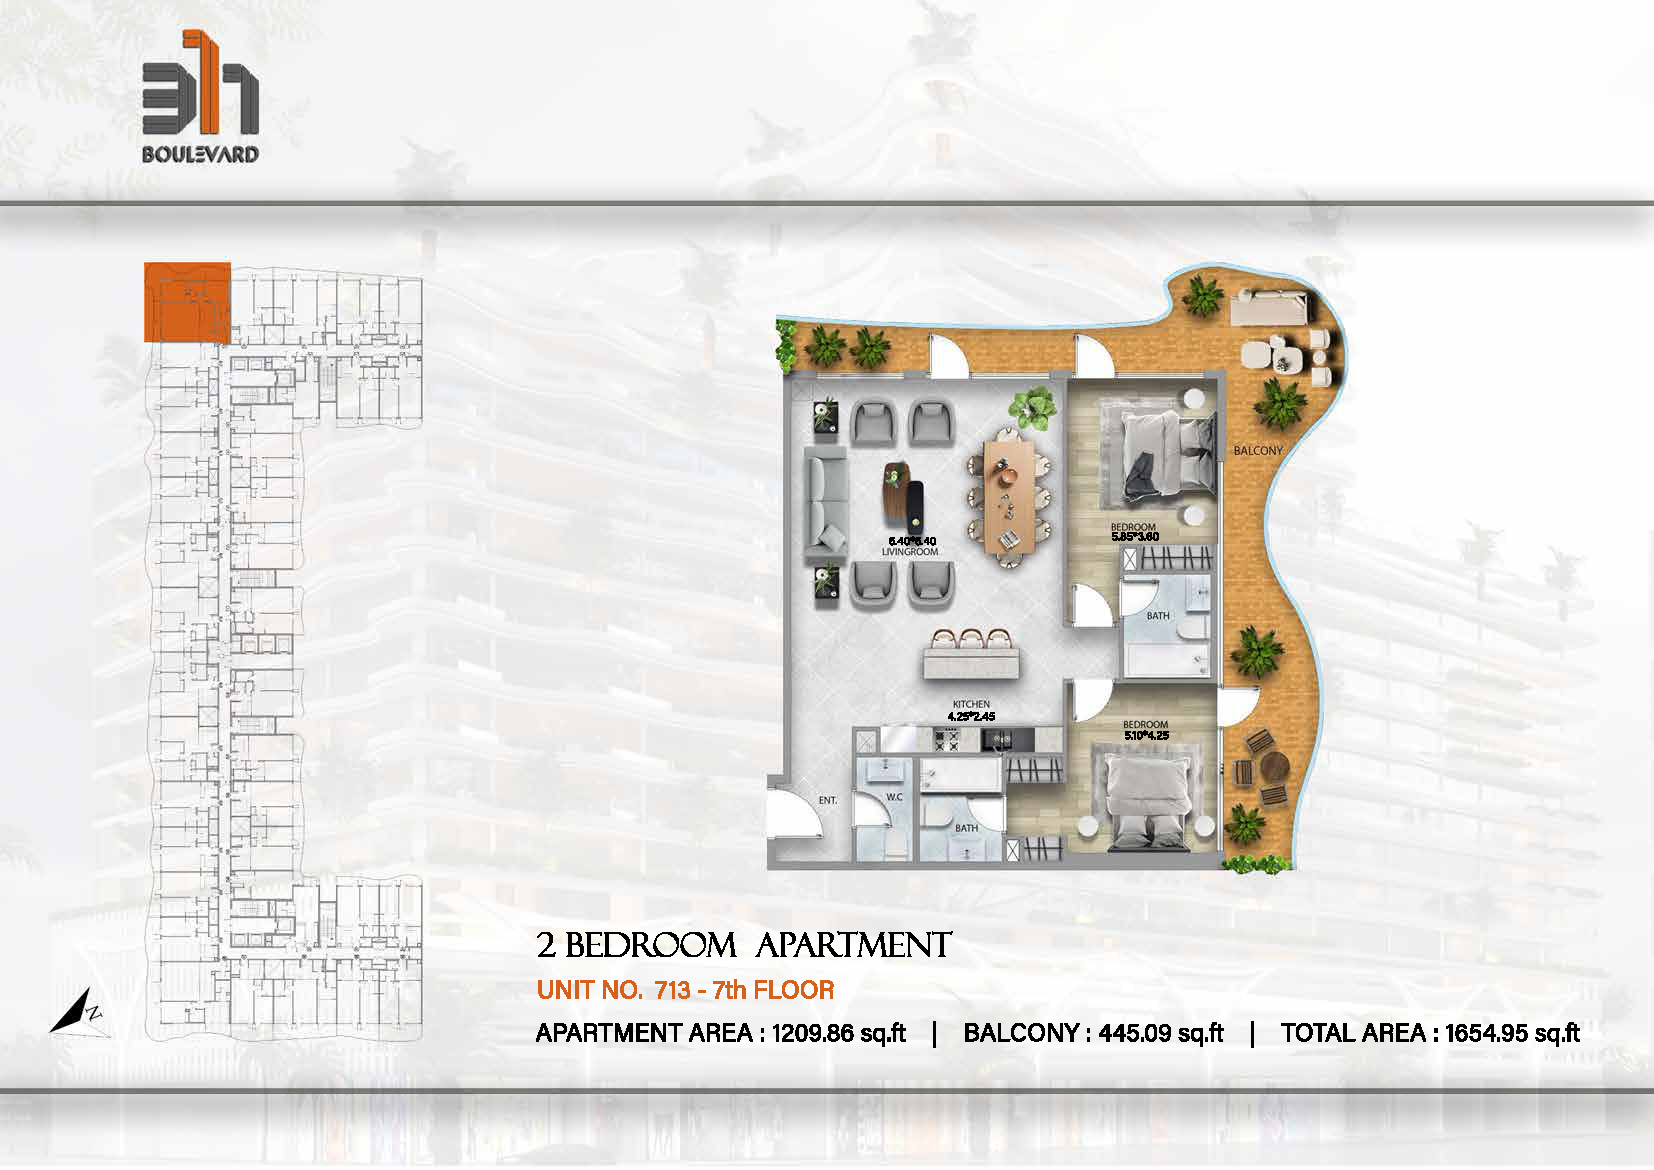 311
BOULEVARD
BALCONY
BEDROOM
5.85*3.60
6.40*6.40
LIVINGROOM
BATH
KITCHEN
4.25*2.45
BEDROOM
5.10*4.25
ENT.
W.C
BATH
2 BEDROOM APARTMENT
UNIT NO. 713 - 7th FLOOR
APARTMENT AREA : 1209.86 sq.ft | BALCONY : 445.09 sq.ft | TOTAL AREA : 1654.95 sq.ft
N